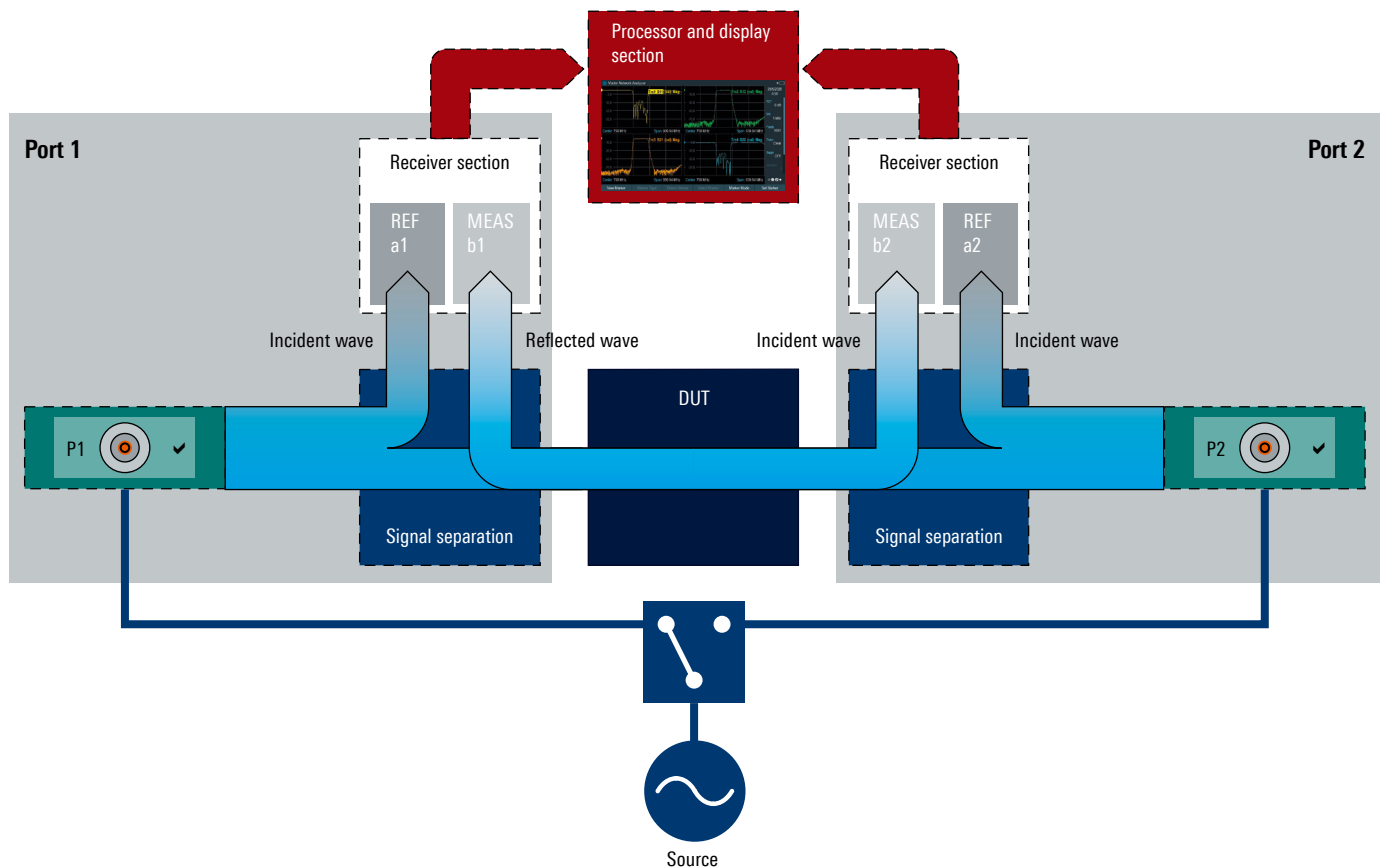 Processor and display
section
Port 1
Port 2
Receiver section
Receiver section
REF
a1
MEAS
b1
MEAS
b2
REF
a2
Incident wave
Reflected wave
Incident wave
Incident wave
DUT
P1
P2
Signal separation
Signal separation
Source